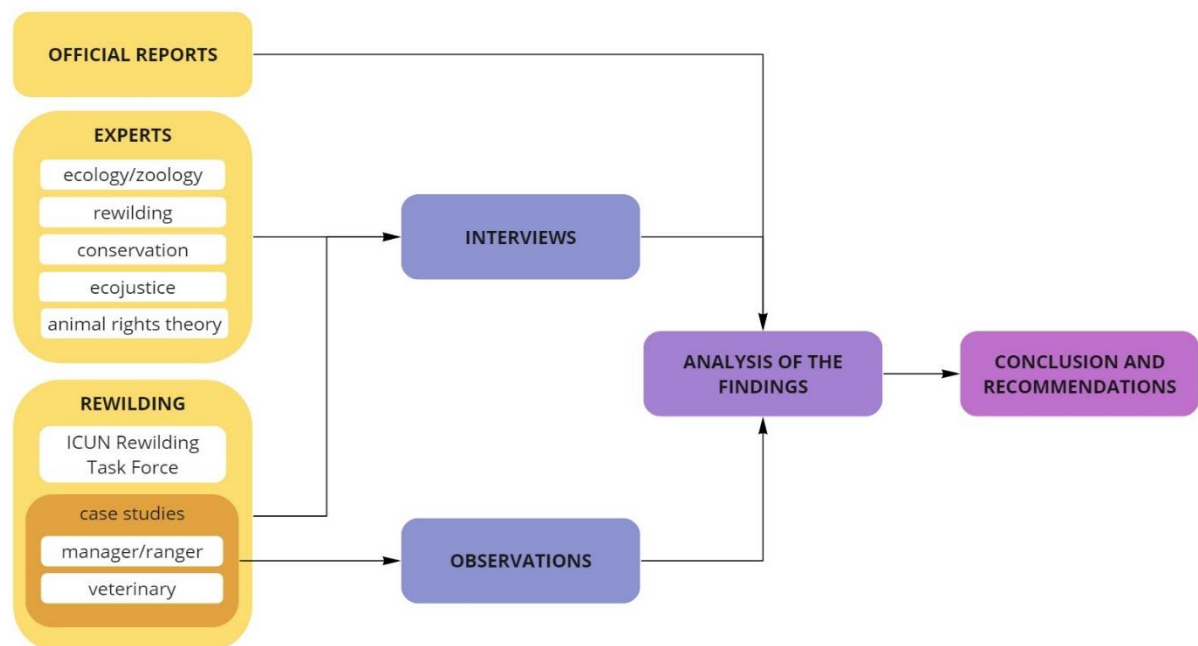 OFFICIAL REPORTS
EXPERTS
ecology/zoology
rewilding
conservation
ecojustice
animal rights theory
REWILDING
ICUN Rewilding
Task Force
case studies
manager/ranger
veterinary
INTERVIEWS
OBSERVATIONS
ANALYSIS OF THE
FINDINGS
CONCLUSION AND
RECOMMENDATIONS